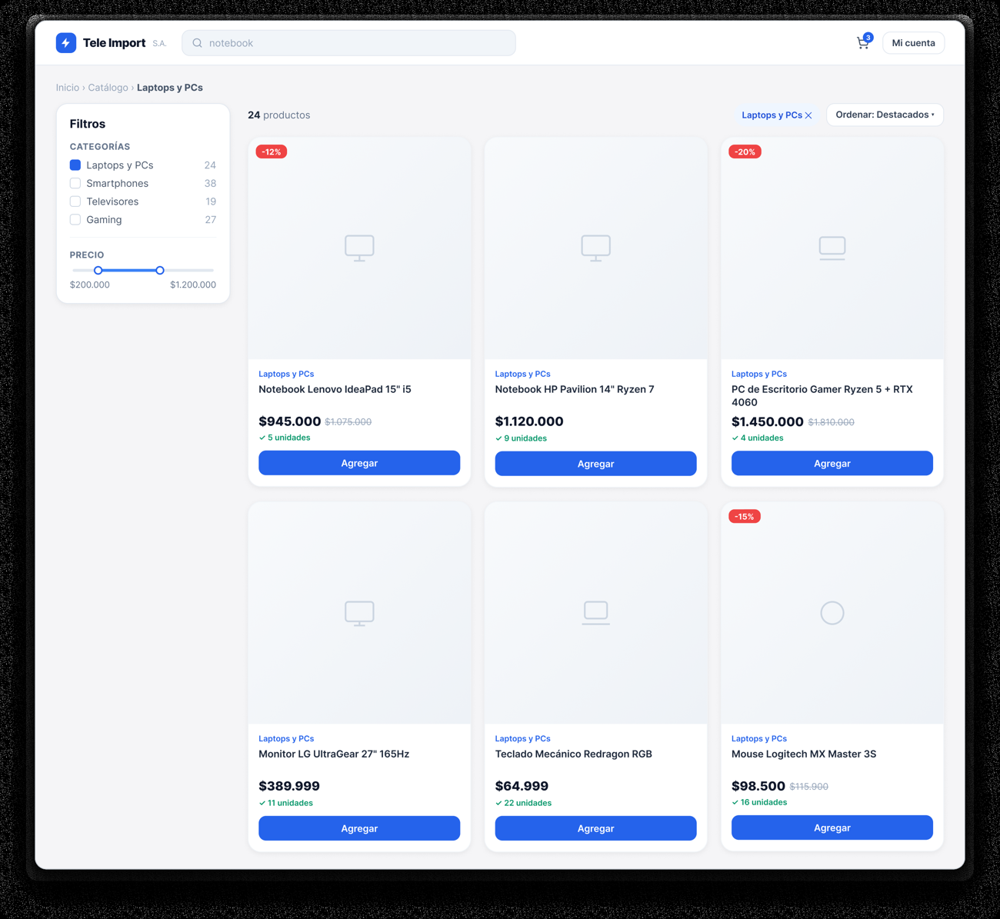 Tele Import S.A.
notebook
3
Mi cuenta
Inicio › Catálogo › Laptops y PCs
Filtros
CATEGORÍAS
Laptops y PCs 24
Smartphones 38
Televisores 19
Gaming 27
PRECIO
$200.000 $1.200.000
24 productos
Laptops y PCs
Ordenar: Destacados
-12%
Laptops y PCs
Notebook Lenovo IdeaPad 15" i5
$945.000 $1.075.000
✓ 5 unidades
Agregar
Laptops y PCs
Notebook HP Pavilion 14" Ryzen 7
$1.120.000
✓ 9 unidades
Agregar
-20%
Laptops y PCs
PC de Escritorio Gamer Ryzen 5 + RTX
4060
$1.450.000 $1.810.000
✓ 4 unidades
Agregar
Laptops y PCs
Monitor LG UltraGear 27" 165Hz
$389.999
✓ 11 unidades
Agregar
Laptops y PCs
Teclado Mecánico Redragon RGB
$64.999
✓ 22 unidades
Agregar
-15%
Laptops y PCs
Mouse Logitech MX Master 3S
$98.500 $115.900
✓ 16 unidades
Agregar